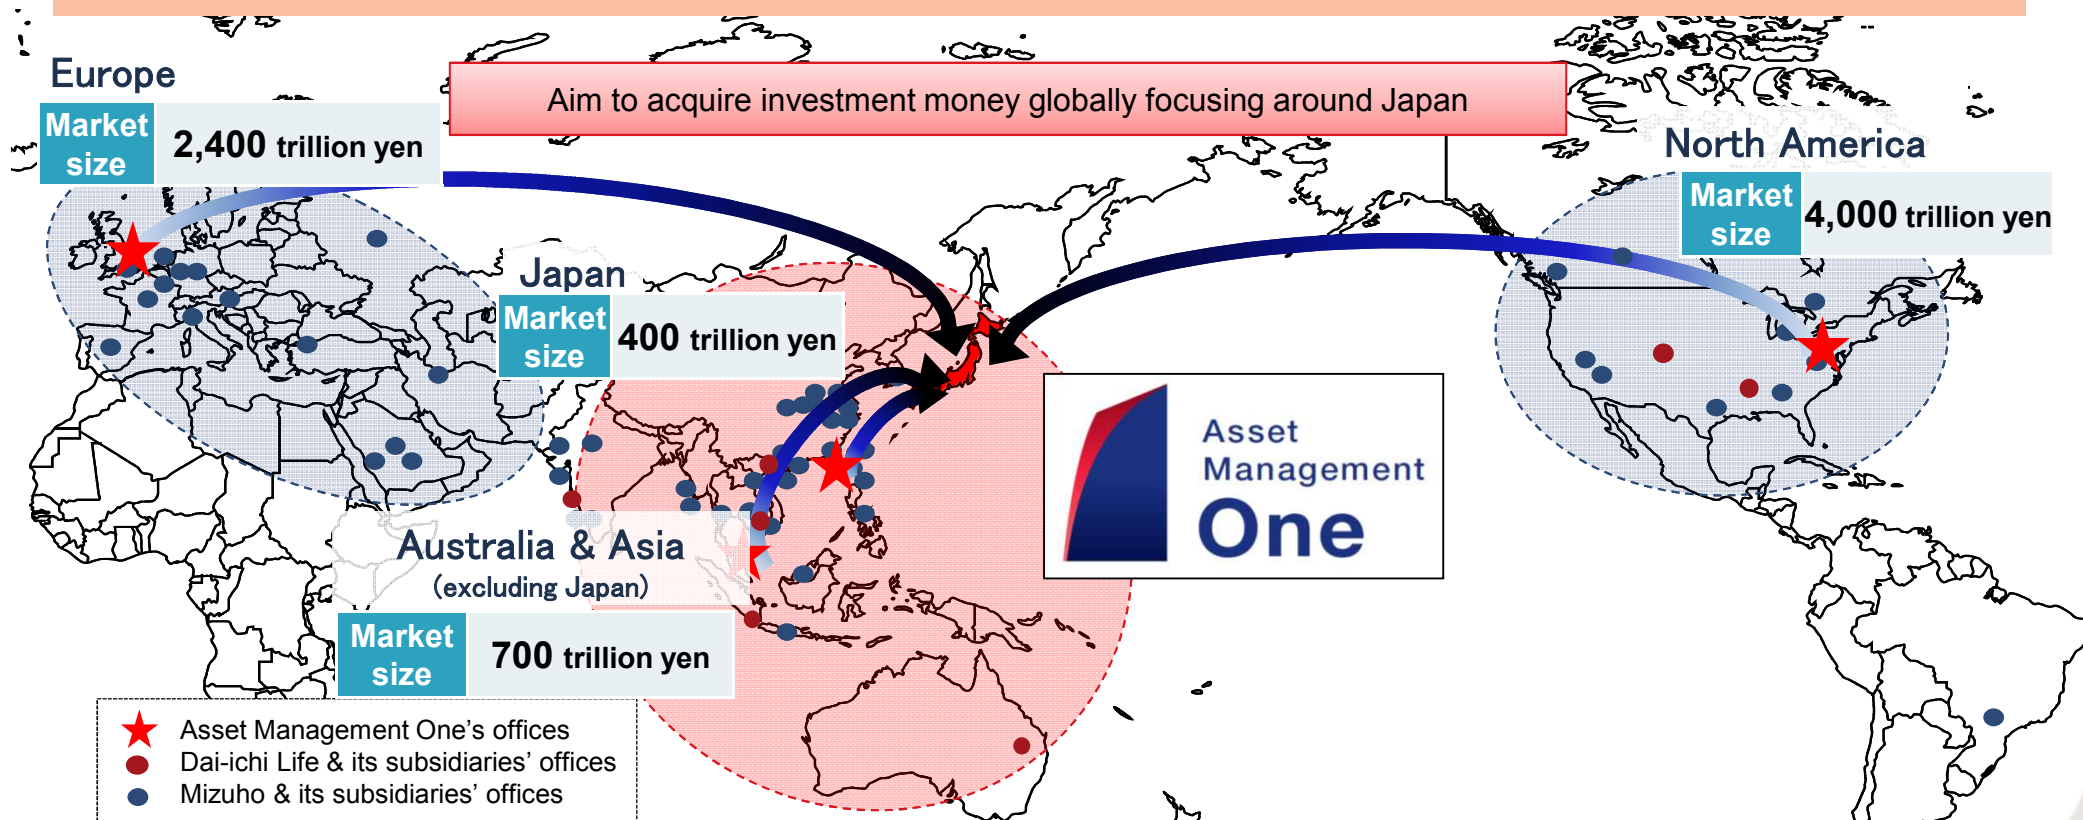 Europe
Market
size
2,400 trillion yen
Aim to acquire investment money globally focusing around Japan
North America
Market
size
4,000 trillion yen
Japan
Market
size
400 trillion yen
Asset
Management
One
Australia & Asia
(excluding Japan)
Market
size
700 trillion yen
Asset Management One's offices
Dai-ichi Life & its subsidiaries' offices
Mizuho & its subsidiaries' offices